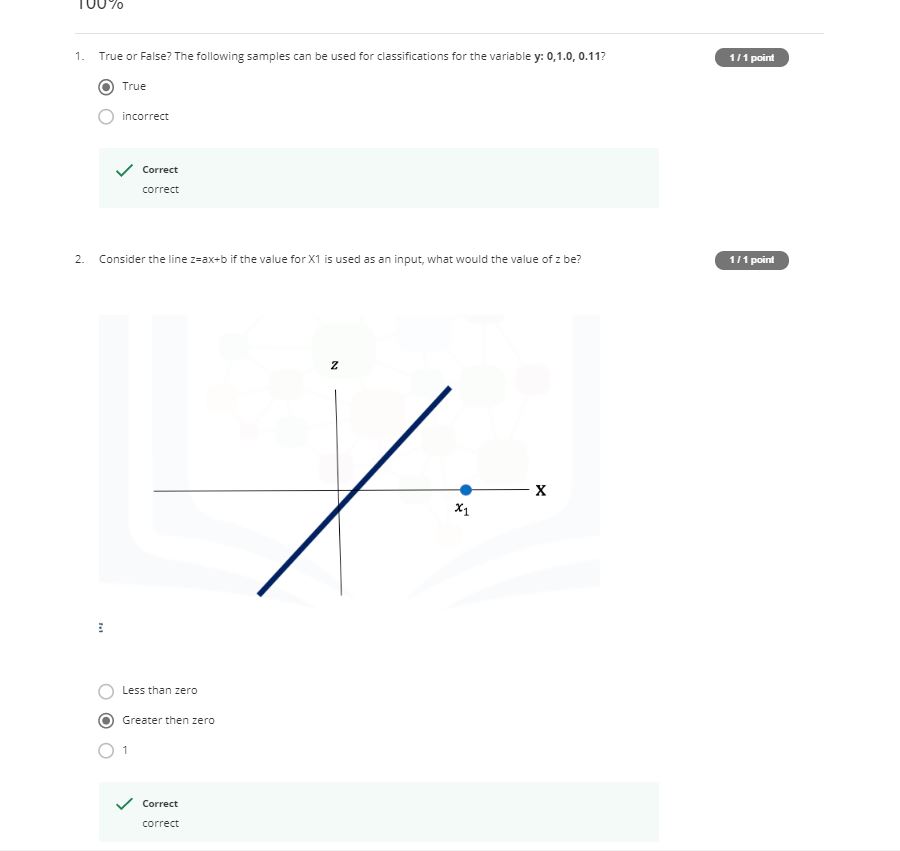 100%
1. True or False? The following samples can be used for classifications for the variable y: 0,1.0, 0.11?
1 / 1 point
True
incorrect
Correct
correct
2. Consider the line z=ax+b if the value for X1 is used as an input, what would the value of z be?
1 / 1 point
z
X
x1
Less than zero
Greater then zero
1
Correct
correct